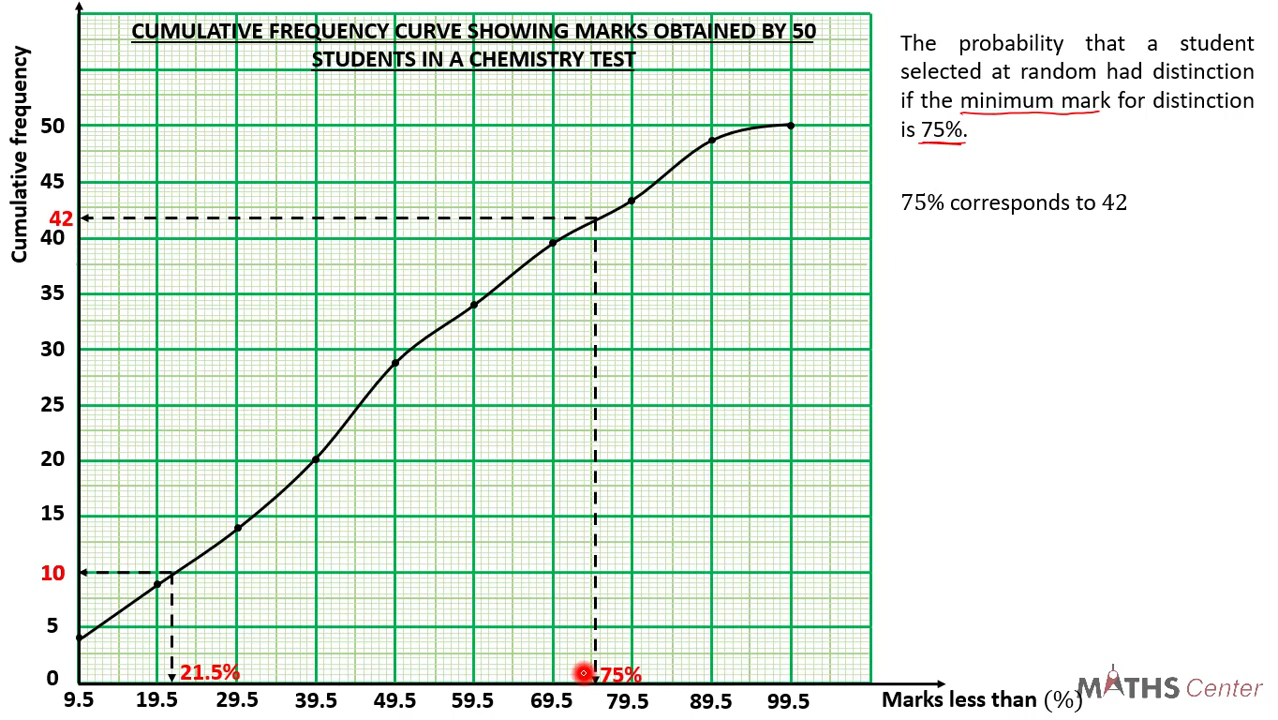 CUMULATIVE FREQUENCY CURVE SHOWING MARKS OBTAINED BY 50
STUDENTS IN A CHEMISTRY TEST
Cumulative frequency
50
45
42
40
35
30
25
20
15
10
5
0
21.5%
75%
9.5 19.5 29.5 39.5 49.5 59.5 69.5 79.5 89.5 99.5
Marks less than (%)
The probability that a student
selected at random had distinction
if the minimum mark for distinction
is 75%.
75% corresponds to 42
MATHS Center